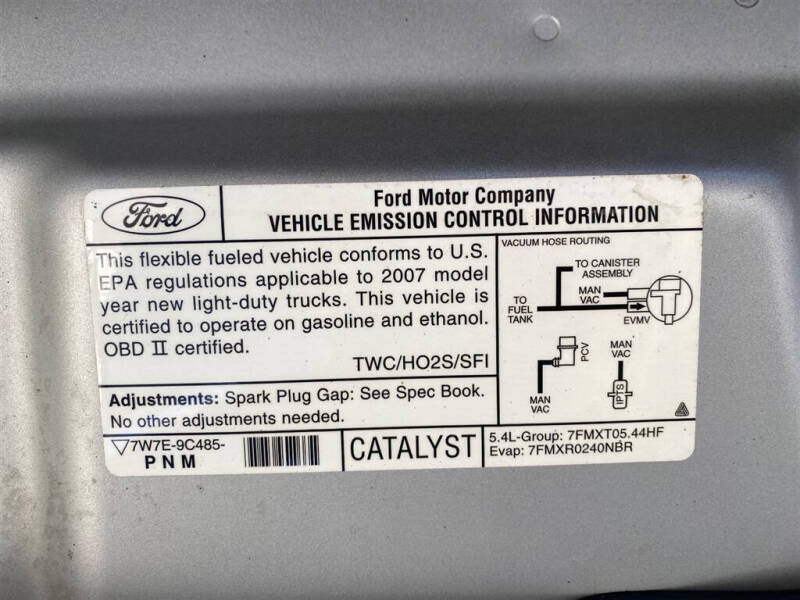 Ford
Ford Motor Company
VEHICLE EMISSION CONTROL INFORMATION
This flexible fueled vehicle conforms to U.S.
EPA regulations applicable to 2007 model
year new light-duty trucks. This vehicle is
certified to operate on gasoline and ethanol.
OBD II certified.
TWC/HO2S/SFI
VACUUM HOSE ROUTING
TO CANISTER
ASSEMBLY
MAN
VAC
TO
FUEL
TANK
EVMV
PCV
MAN
VAC
MAN
VAC
IPTS
Adjustments: Spark Plug Gap: See Spec Book.
No other adjustments needed.
7W7E-9C485-
P N M
CATALYST
5.4L-Group: 7FMXT05.44HF
Evap: 7FMXR0240NBR